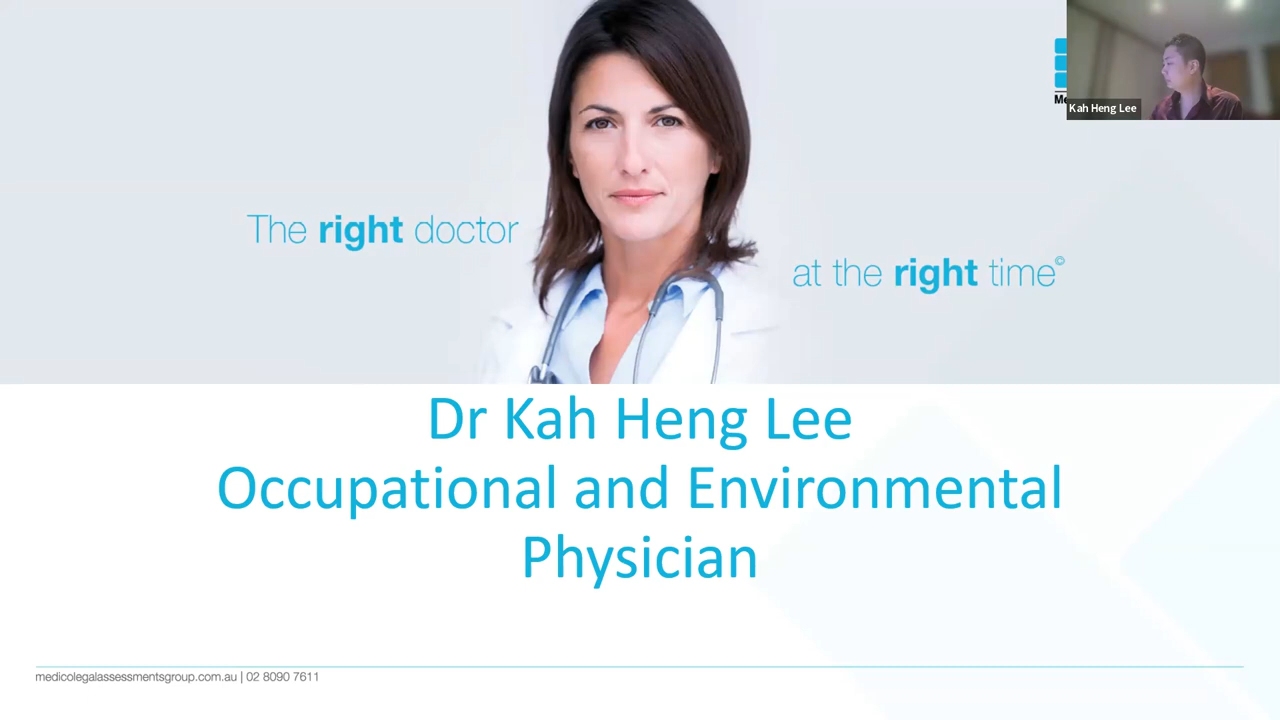 Kah Heng Lee
The right doctor
at the right time©
Dr Kah Heng Lee
Occupational and Environmental
Physician
medicolegalassessmentsgroup.com.au | 02 8090 7611